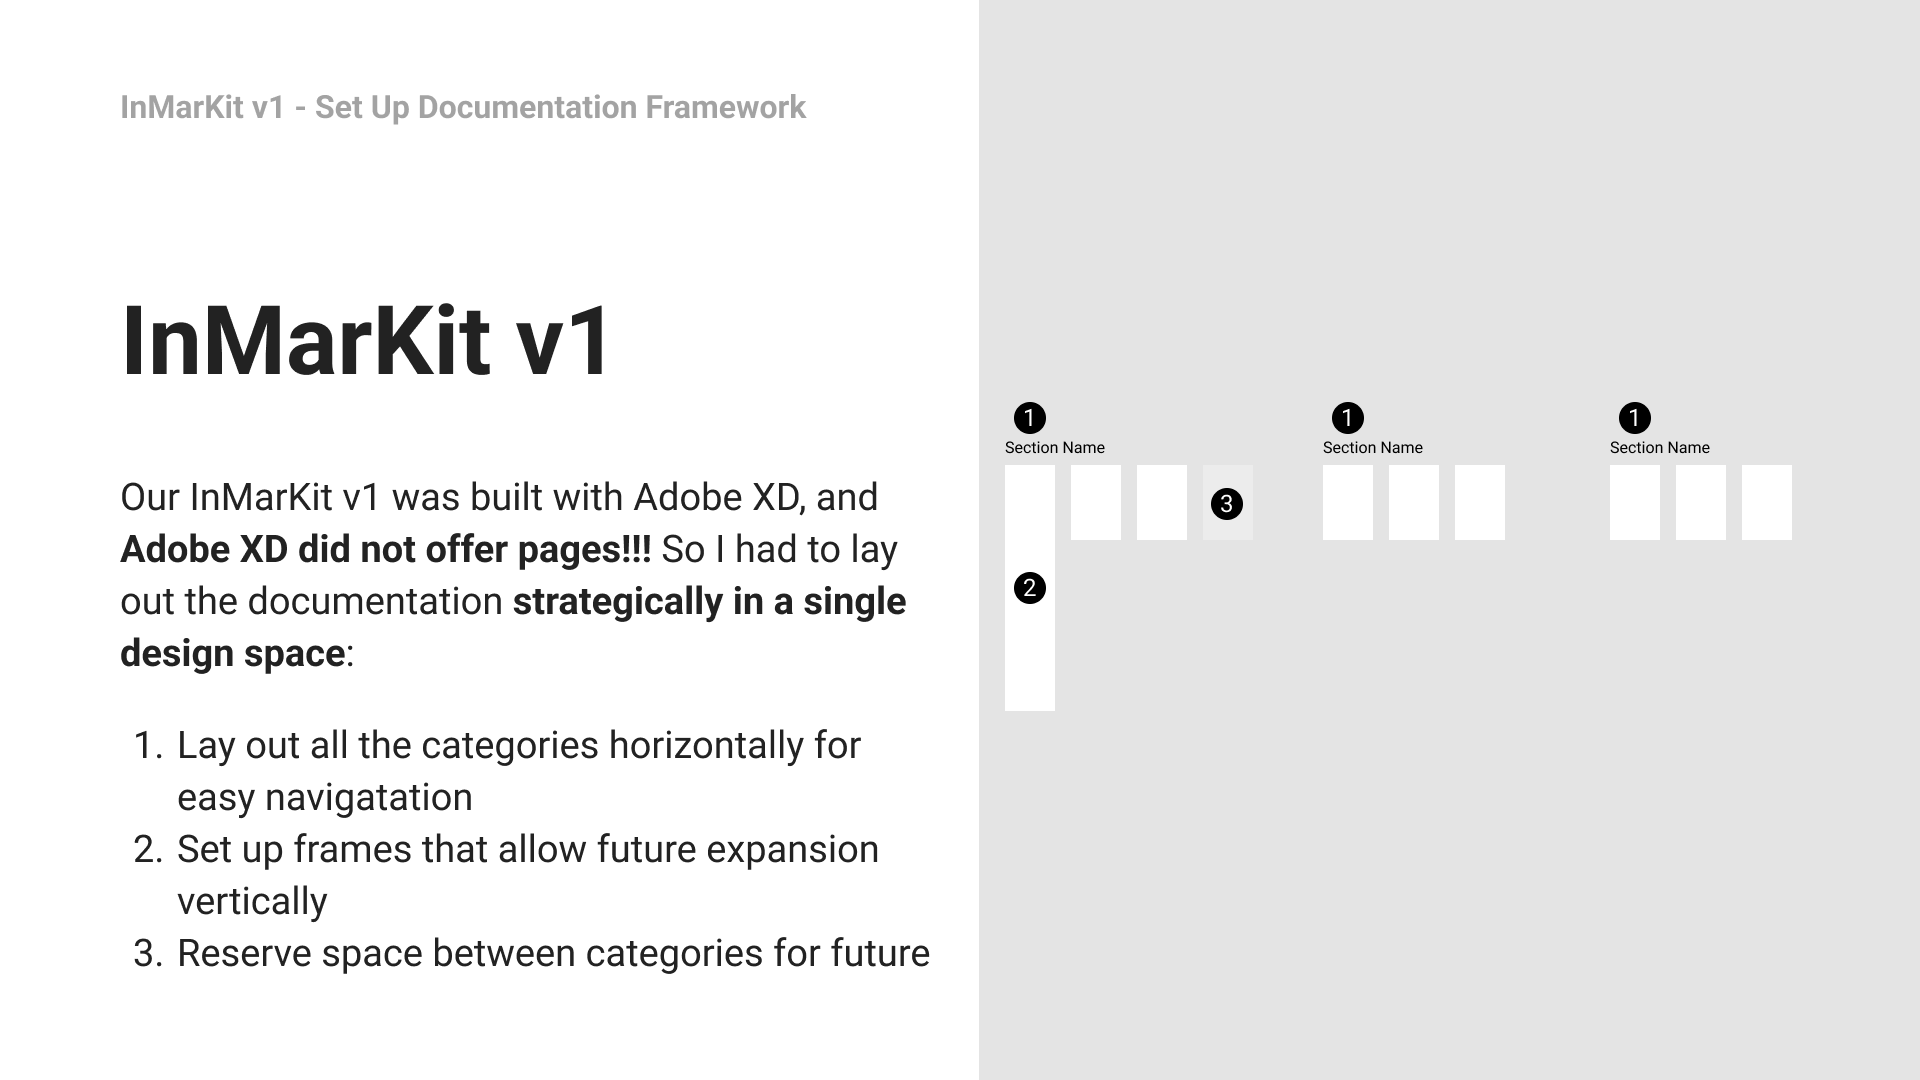 InMarKit v1 - Set Up Documentation Framework
InMarKit v1
Our InMarKit v1 was built with Adobe XD, and
Adobe XD did not offer pages!!! So I had to lay
out the documentation strategically in a single
design space:
1. Lay out all the categories horizontally for
easy navigatation
2. Set up frames that allow future expansion
vertically
3. Reserve space between categories for future
1 1 1
Section Name Section Name Section Name
3
2